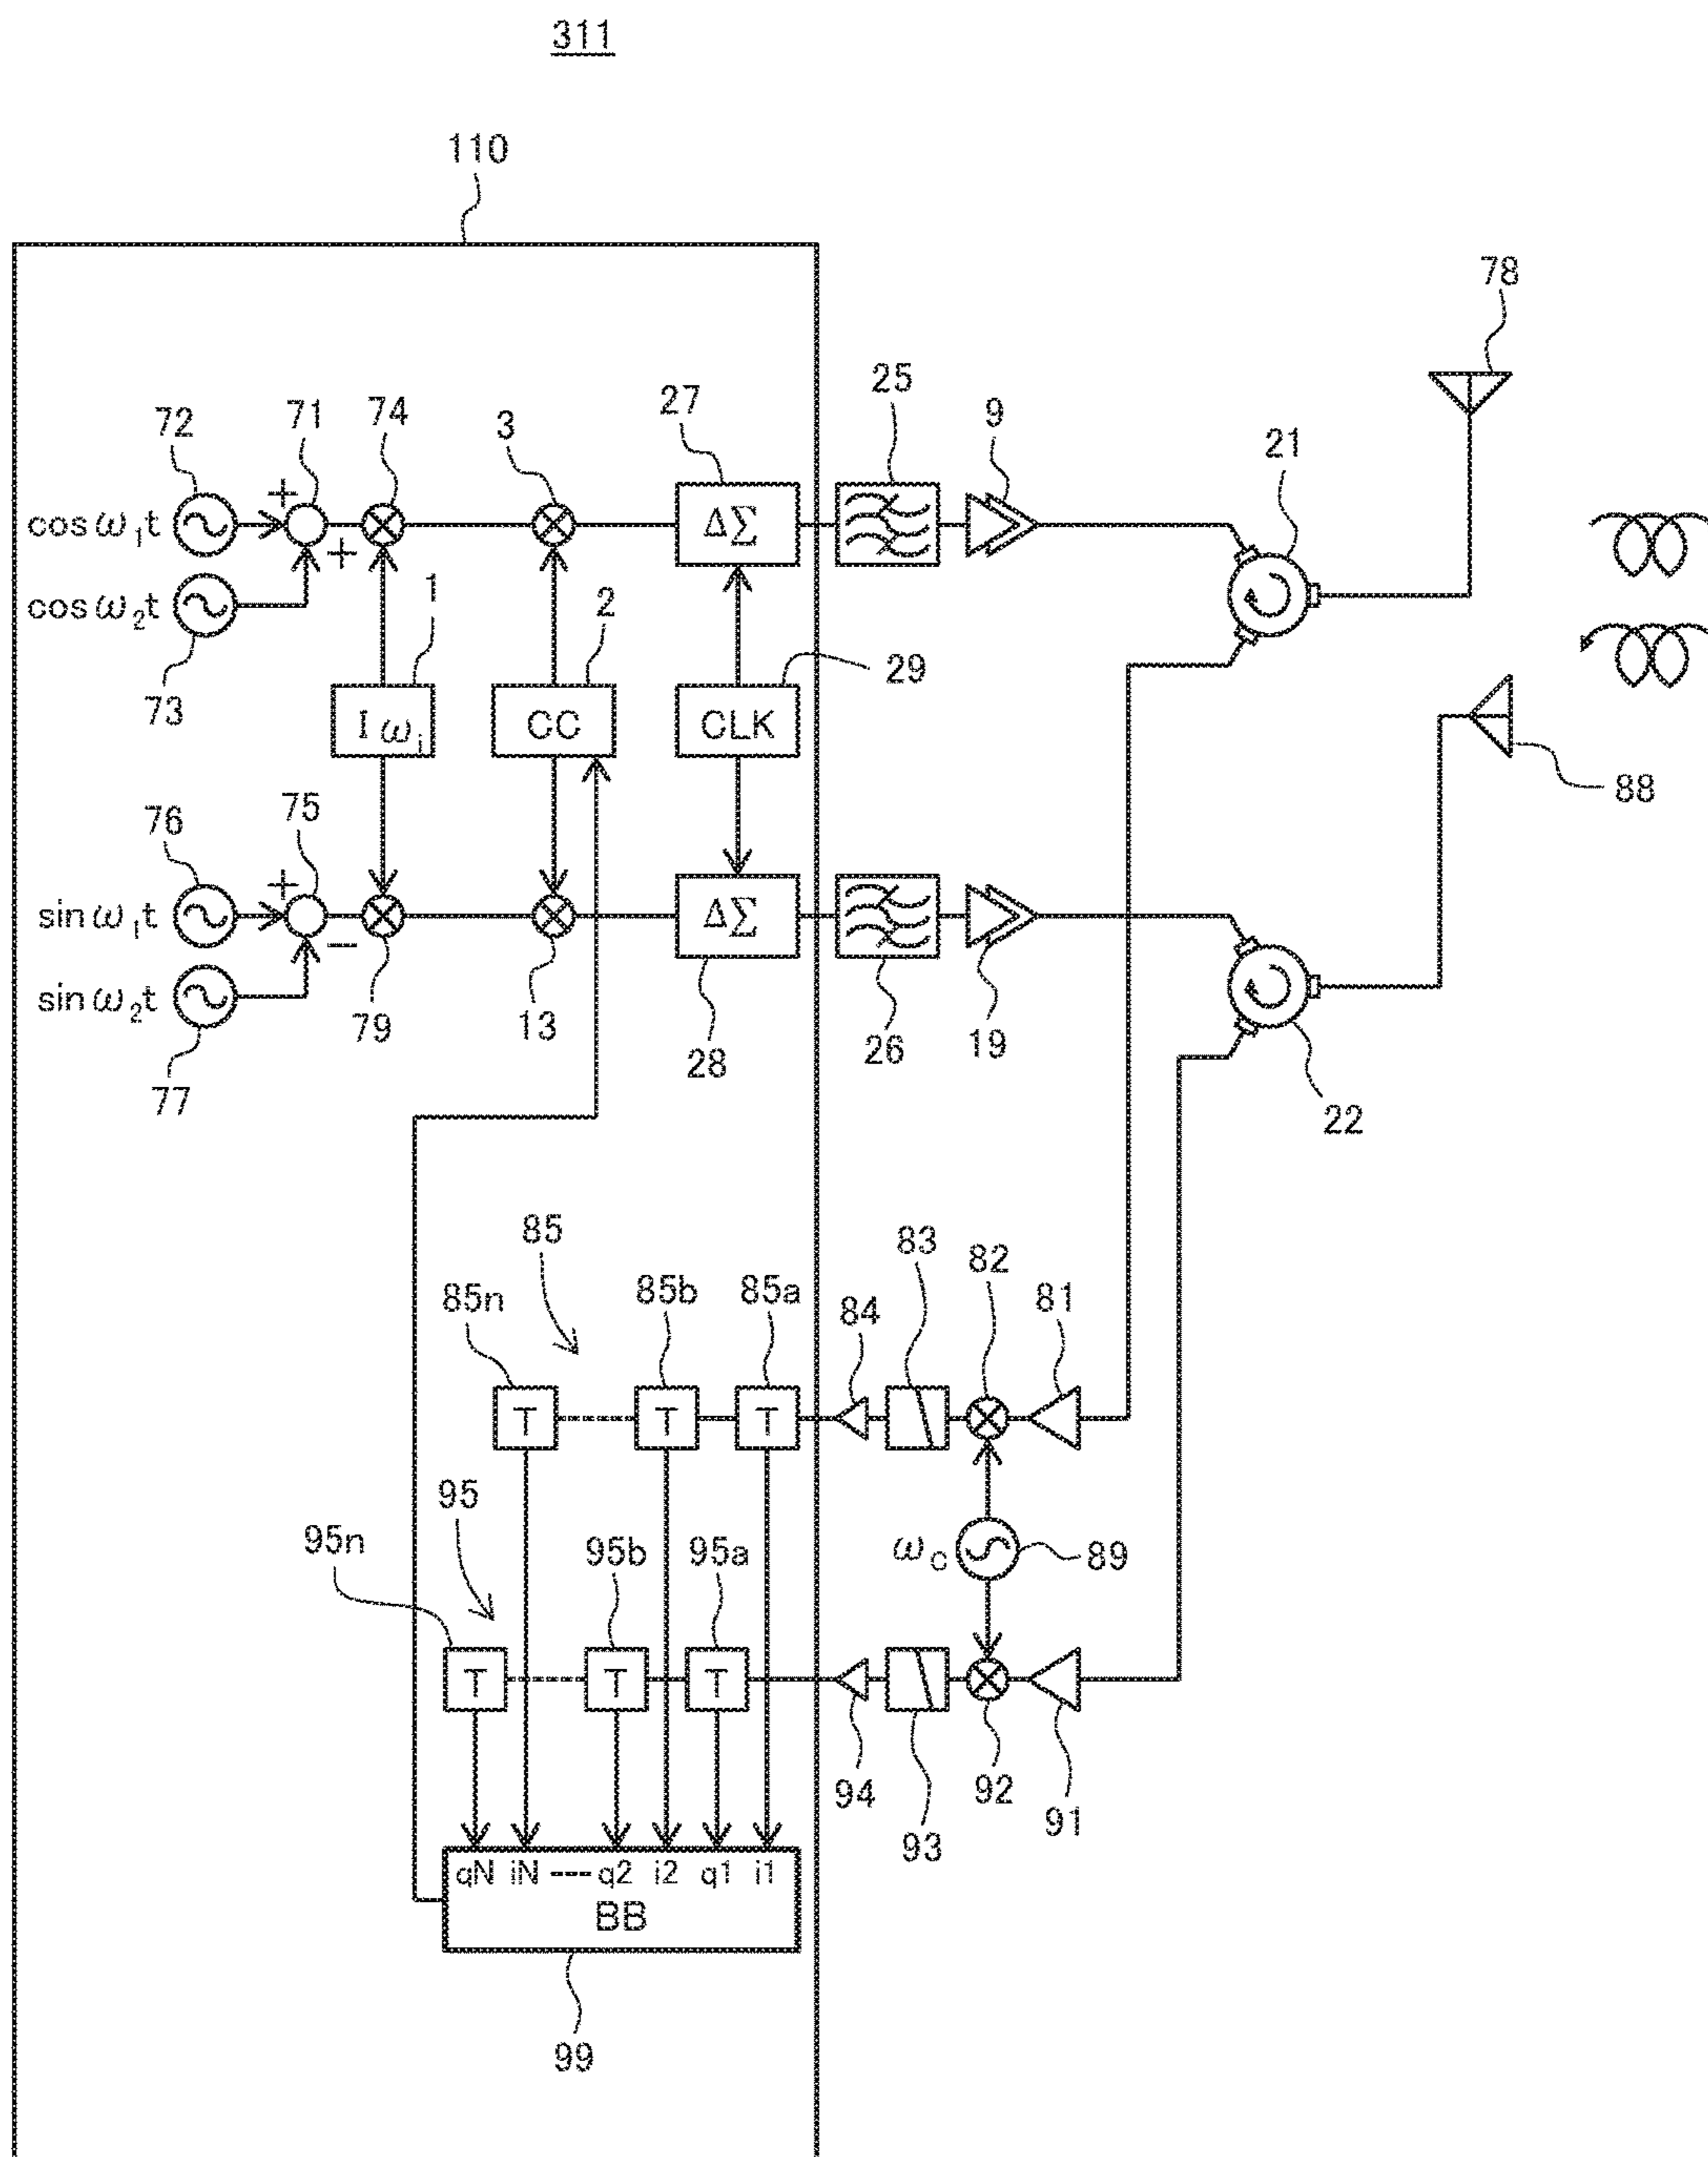 311
110
78
72
71
74
3
27
25
9
21
+
cos ω₁t
ΔΣ
+
cos ω₂t
73
1
2
29
I ωᵢ
CC
CLK
88
76
75
+
sin ω₁t
ΔΣ
−
sin ω₂t
77
79
13
28
26
19
22
85
83
82
85n
85b
85a
84
81
T
T
T
95
95n
95b
95a
ωc
89
T
T
T
94
93
92
91
qN iN q2 i2 q1 i1
BB
99